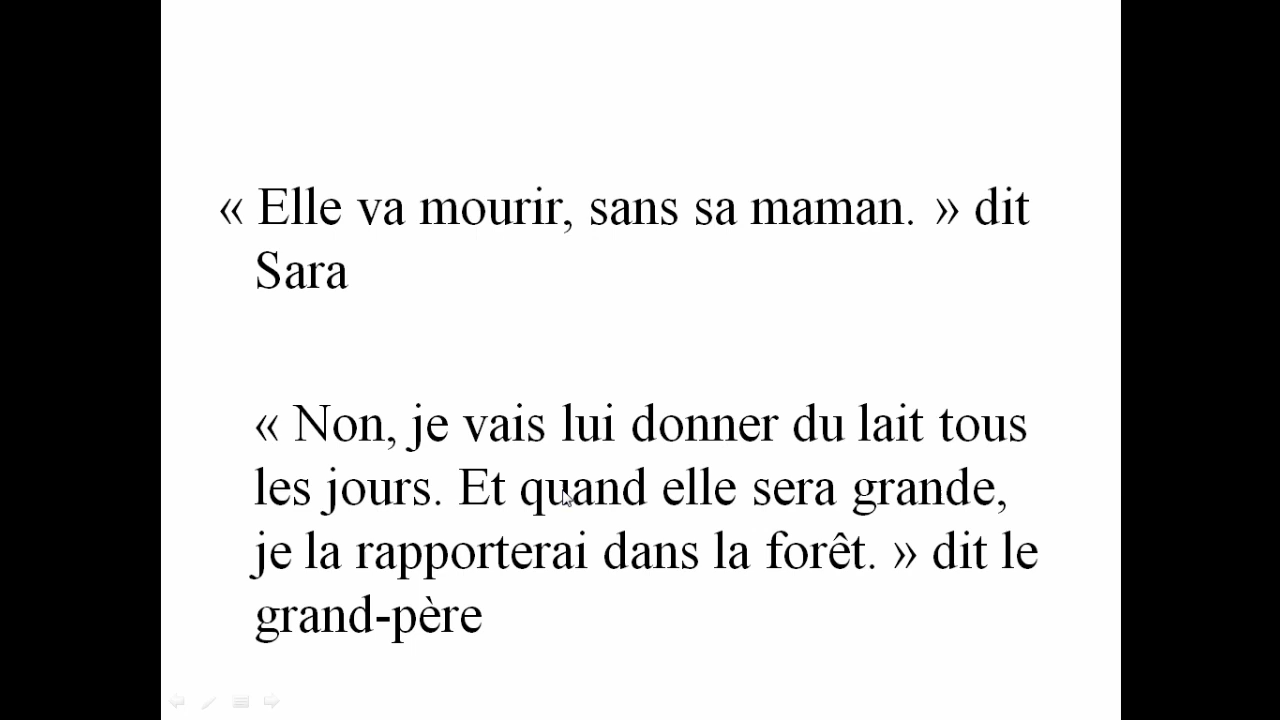 « Elle va mourir, sans sa maman. » dit
Sara
« Non, je vais lui donner du lait tous
les jours. Et quand elle sera grande,
je la rapporterai dans la forêt. » dit le
grand-père